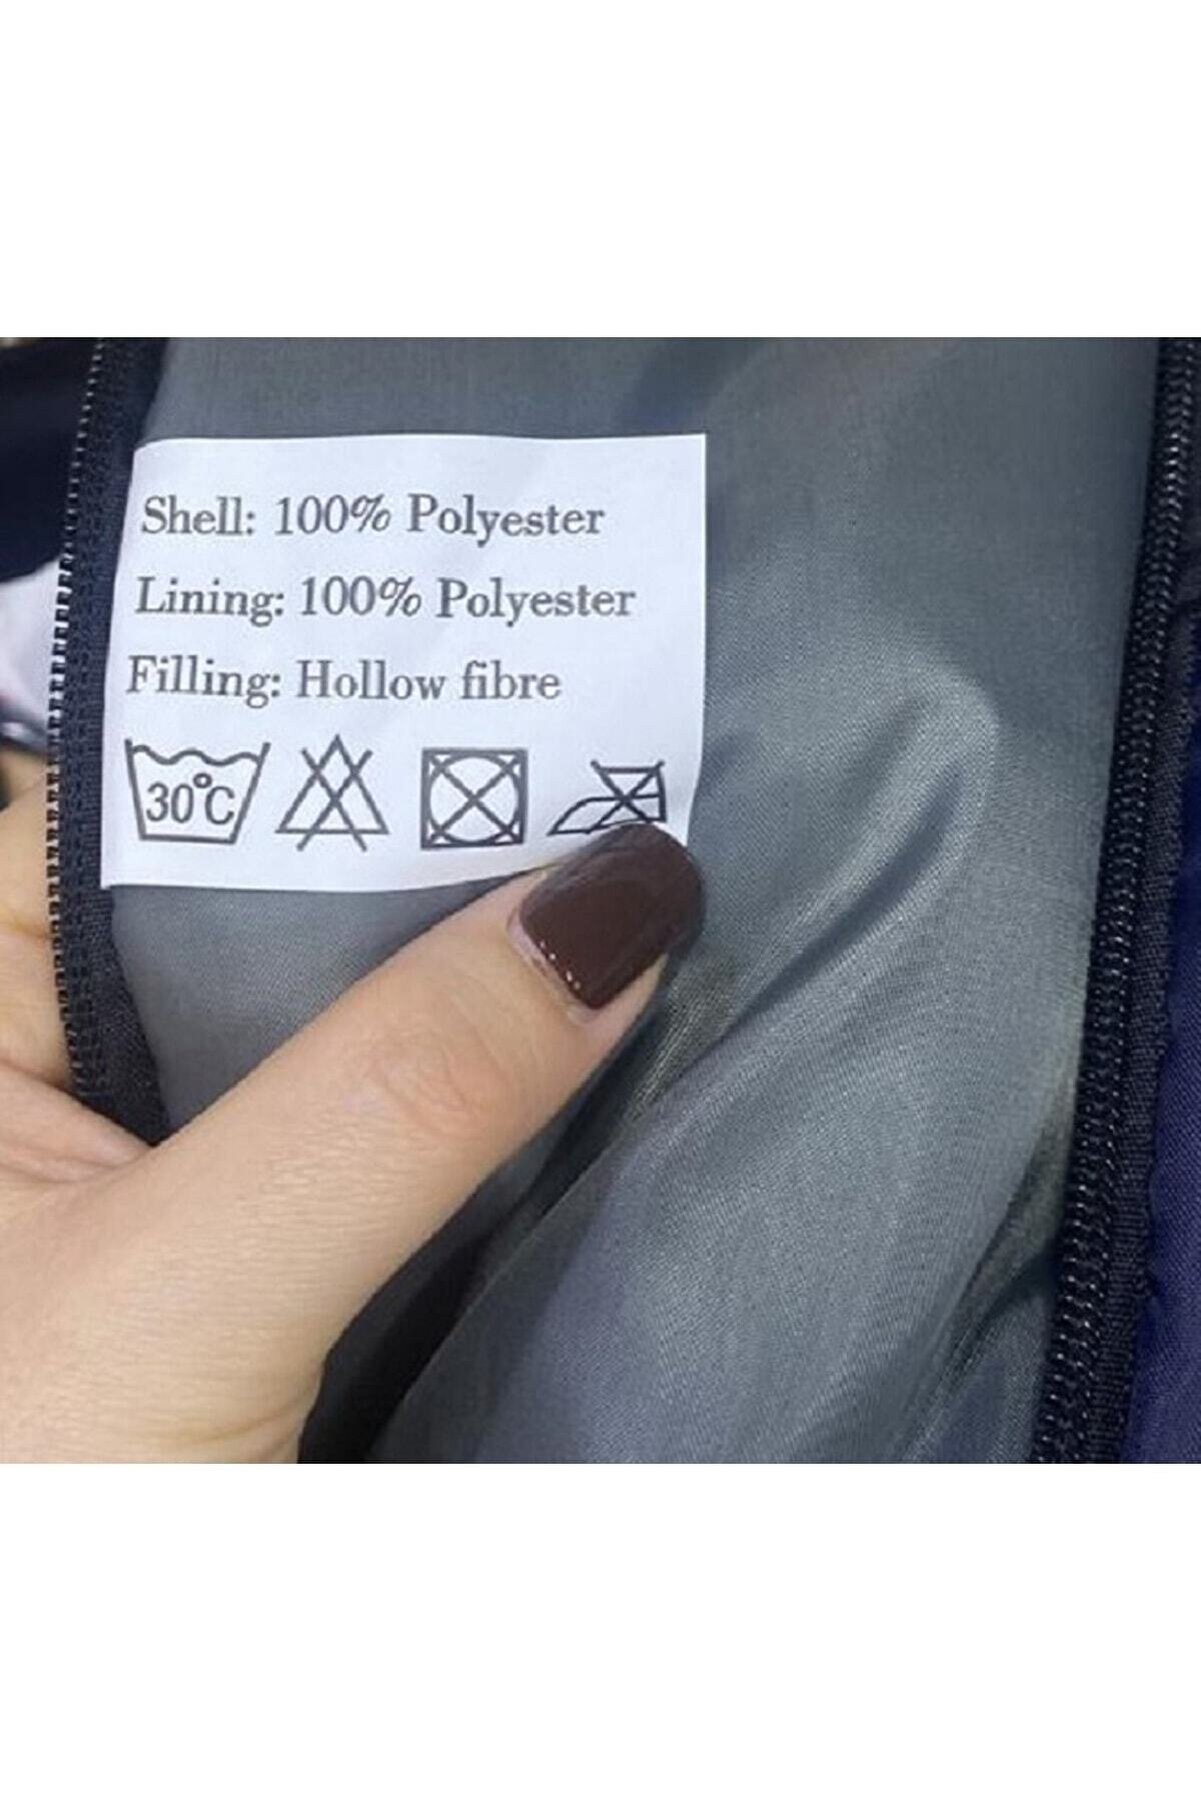 Shell: 100% Polyester
Lining: 100% Polyester
Filling: Hollow fibre
30°C